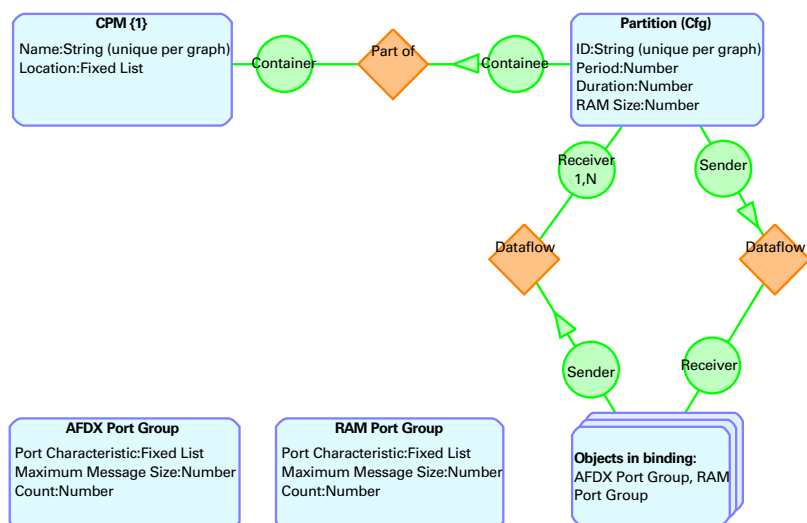 CPM {1}
Name:String (unique per graph)
Location:Fixed List
Container
Part of
Containee
Partition (Cfg)
ID:String (unique per graph)
Period:Number
Duration:Number
RAM Size:Number
Receiver
1,N
Sender
Dataflow
Dataflow
Sender
Receiver
AFDX Port Group
Port Characteristic:Fixed List
Maximum Message Size:Number
Count:Number
RAM Port Group
Port Characteristic:Fixed List
Maximum Message Size:Number
Count:Number
Objects in binding:
AFDX Port Group, RAM
Port Group